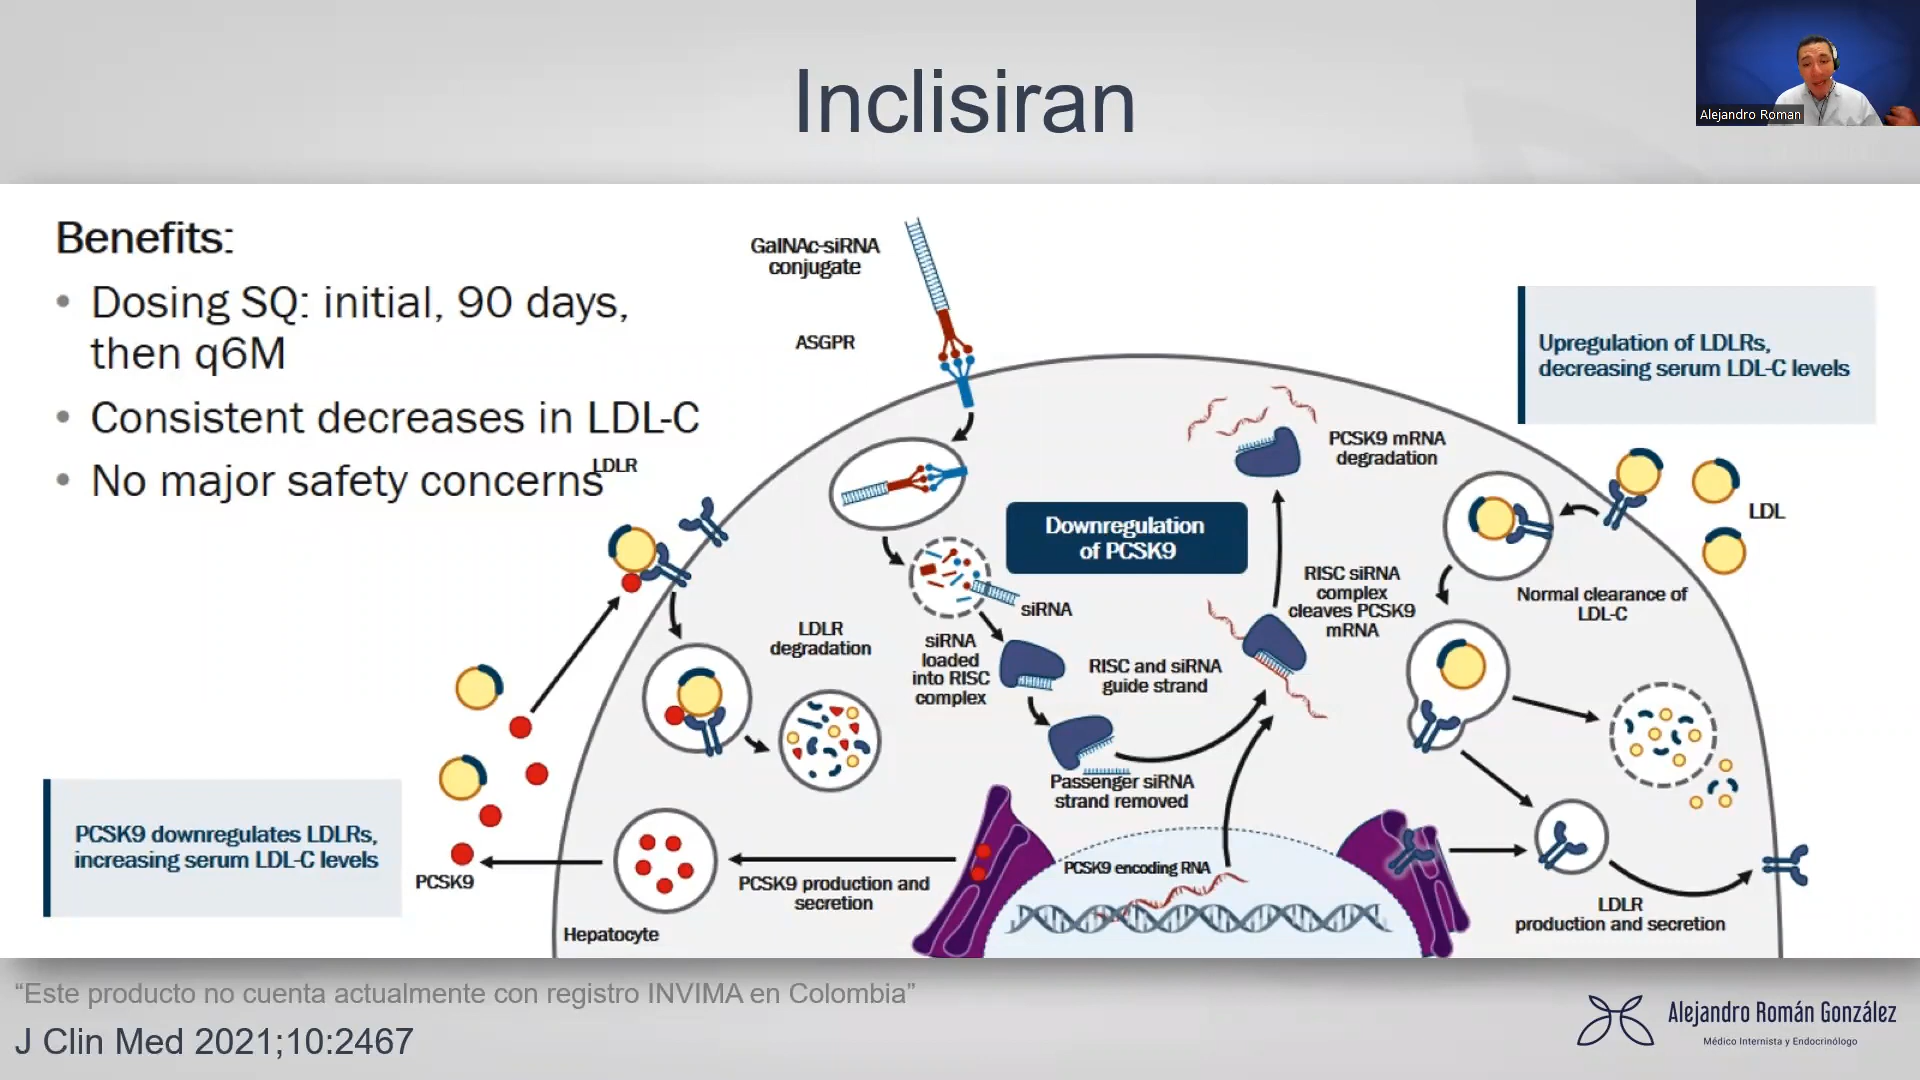 Inclisiran
Alejandro Roman
Benefits:
• Dosing SQ: initial, 90 days,
then q6M
• Consistent decreases in LDL-C
• No major safety concerns
GalNAc-siRNA
conjugate
ASGPR
Upregulation of LDLRs,
decreasing serum LDL-C levels
PCSK9 mRNA
degradation
LDLR
LDL
Downregulation
of PCSK9
RISC siRNA
complex
cleaves PCSK9
mRNA
Normal clearance of
LDL-C
siRNA
LDLR
degradation
siRNA
loaded
into RISC
complex
RISC and siRNA
guide strand
Passenger siRNA
strand removed
PCSK9 downregulates LDLRs,
increasing serum LDL-C levels
PCSK9
PCSK9 production and
secretion
PCSK9 encoding RNA
LDLR
production and secretion
Hepatocyte
“Este producto no cuenta actualmente con registro INVIMA en Colombia”
J Clin Med 2021;10:2467
Alejandro Román González
Médico Internista y Endocrinólogo